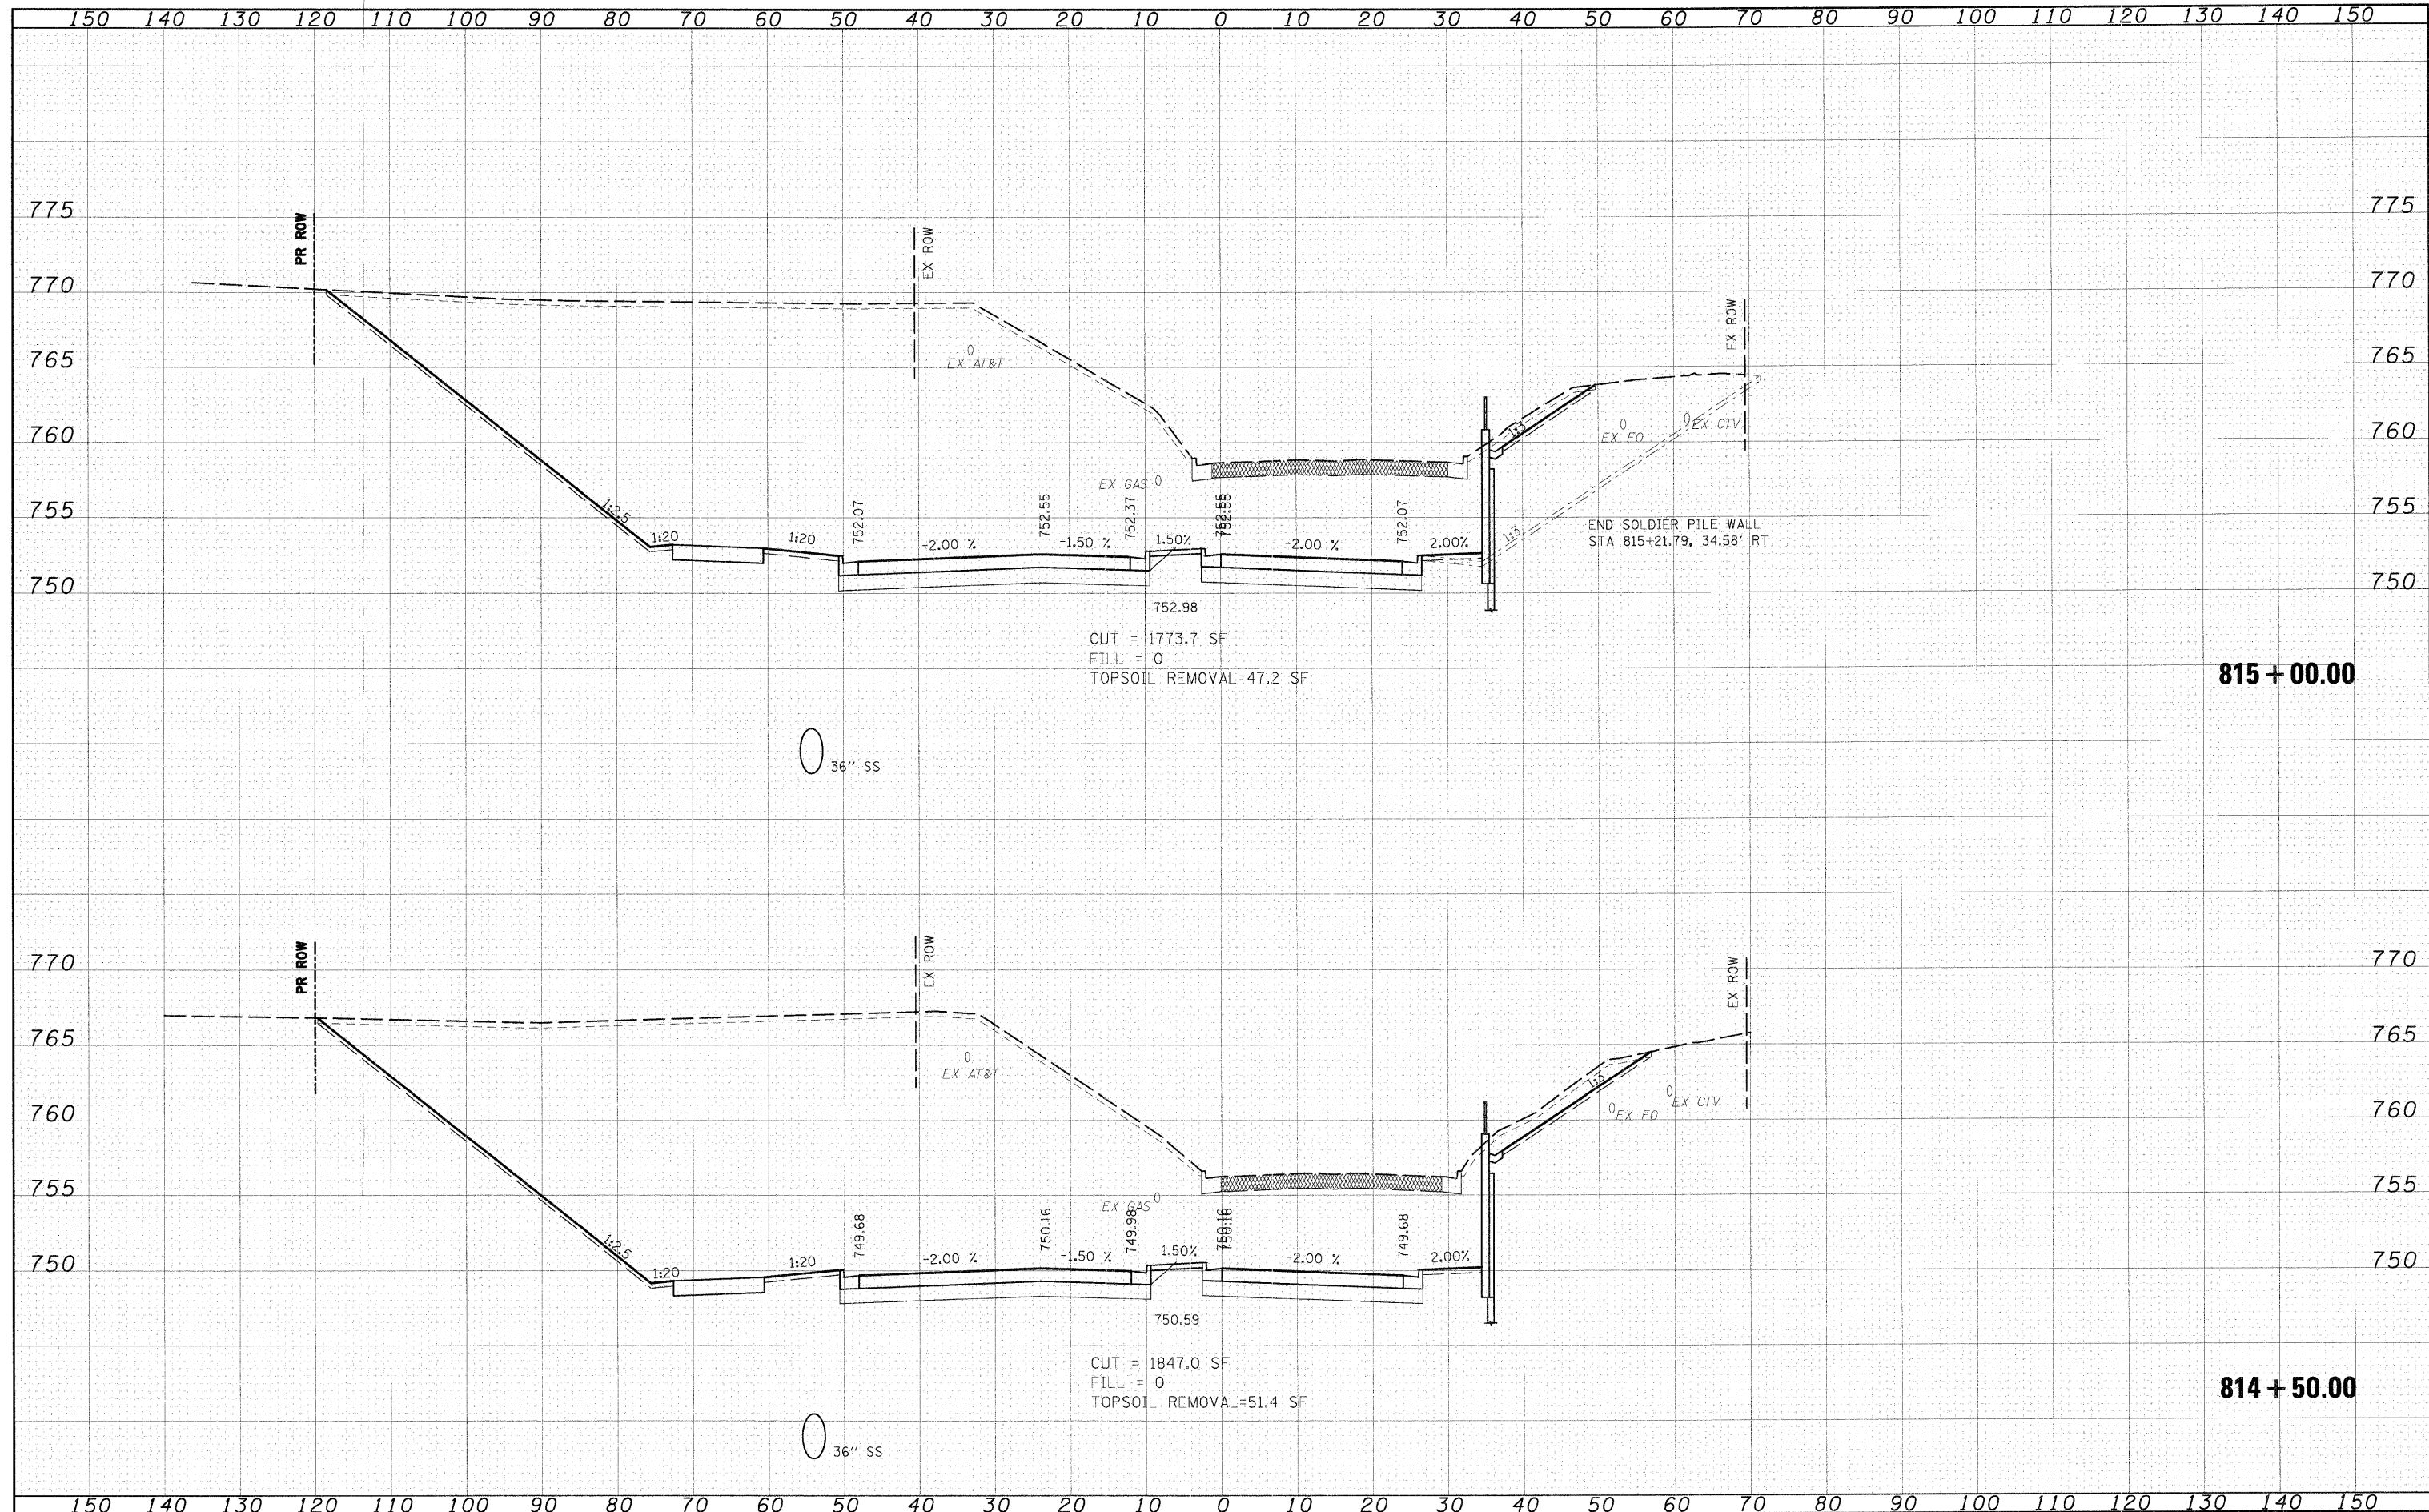 150 140 130 120 110 100 90 80 70 60 50 40 30 20 10 0 10 20 30 40 50 60 70 80 90 100 110 120 130 140 150
775 775
PR ROW
EX ROW
770 770
EX ROW
765 765
EX AT&T
760 760
1:3
EX FO
EX CTV
EX GAS
755 755
1:2.5
1:20
1:20
752.07
-2.00 %
752.55
-1.50 %
752.37
1.50%
752.55
-2.00 %
752.07
2.00%
1:3
END SOLDIER PILE WALL
STA 815+21.79, 34.58' RT
750 750
752.98
CUT = 1773.7 SF
FILL = 0
TOPSOIL REMOVAL=47.2 SF
815+00.00
36" SS
PR ROW
EX ROW
EX ROW
770 770
765 765
EX AT&T
1:3
EX CTV
EX FO
760 760
755 755
EX GAS
1:2.5
1:20
1:20
749.68
-2.00 %
750.16
-1.50 %
749.98
1.50%
750.16
-2.00 %
749.68
2.00%
750 750
750.59
CUT = 1847.0 SF
FILL = 0
TOPSOIL REMOVAL=51.4 SF
814+50.00
36" SS
150 140 130 120 110 100 90 80 70 60 50 40 30 20 10 0 10 20 30 40 50 60 70 80 90 100 110 120 130 140 150